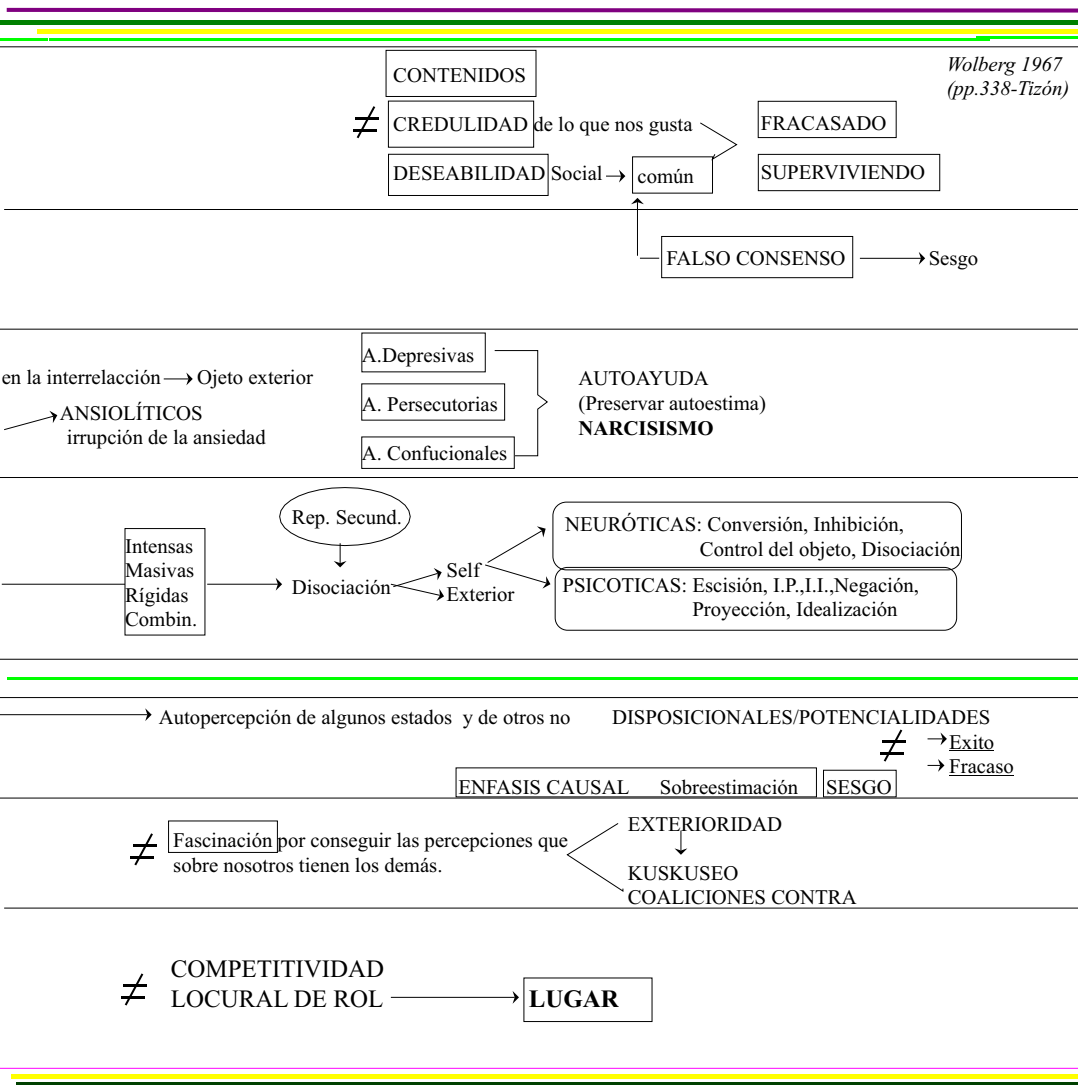 Wolberg 1967
(pp.338-Tizón)
CONTENIDOS
≠ CREDULIDAD de lo que nos gusta
FRACASADO
DESEABILIDAD Social → común
SUPERVIVIENDO
FALSO CONSENSO → Sesgo
en la interrelacción → Ojeto exterior
ANSIOLÍTICOS
irrupción de la ansiedad
A.Depresivas
A. Persecutorias
A. Confucionales
AUTOAYUDA
(Preservar autoestima)
NARCISISMO
Intensas
Masivas
Rígidas
Combin.
Rep. Secund.
Disociación
Self
Exterior
NEURÓTICAS: Conversión, Inhibición,
Control del objeto, Disociación
PSICOTICAS: Escisión, I.P.,I.I.,Negación,
Proyección, Idealización
Autopercepción de algunos estados y de otros no
DISPOSICIONALES/POTENCIALIDADES
≠ → Exito
→ Fracaso
ENFASIS CAUSAL Sobreestimación SESGO
≠ Fascinación por conseguir las percepciones que
sobre nosotros tienen los demás.
EXTERIORIDAD
KUSKUSEO
COALICIONES CONTRA
≠ COMPETITIVIDAD
LOCURAL DE ROL → LUGAR